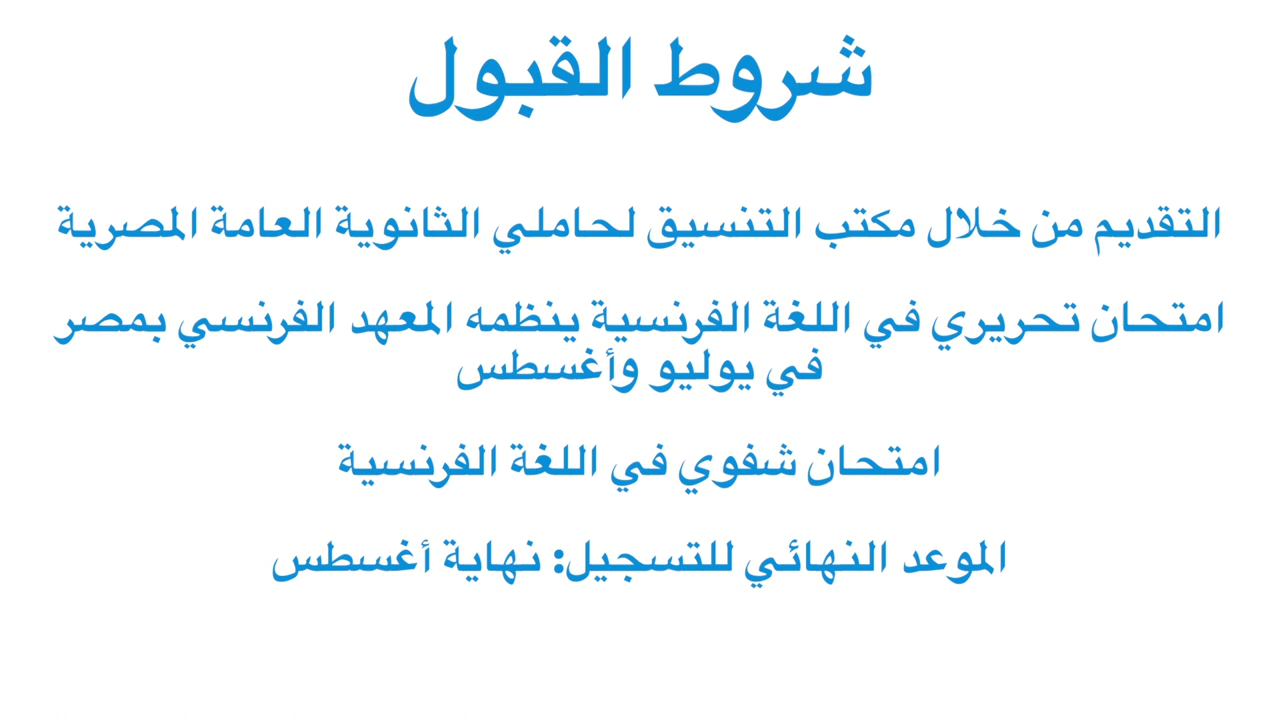 شروط القبول
التقديم من خلال مكتب التنسيق لحاملي الثانوية العامة المصرية
امتحان تحريري في اللغة الفرنسية ينظمه المعهد الفرنسي بمصر
في يوليو وأغسطس
امتحان شفوي في اللغة الفرنسية
الموعد النهائي للتسجيل: نهاية أغسطس